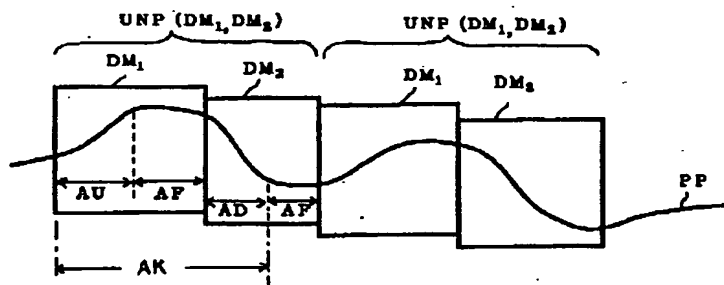 UNP (DM₁,DM₂) UNP (DM₁,DM₂)
DM₁ DM₂ DM₁ DM₂
AU AF AD AF PP
AK